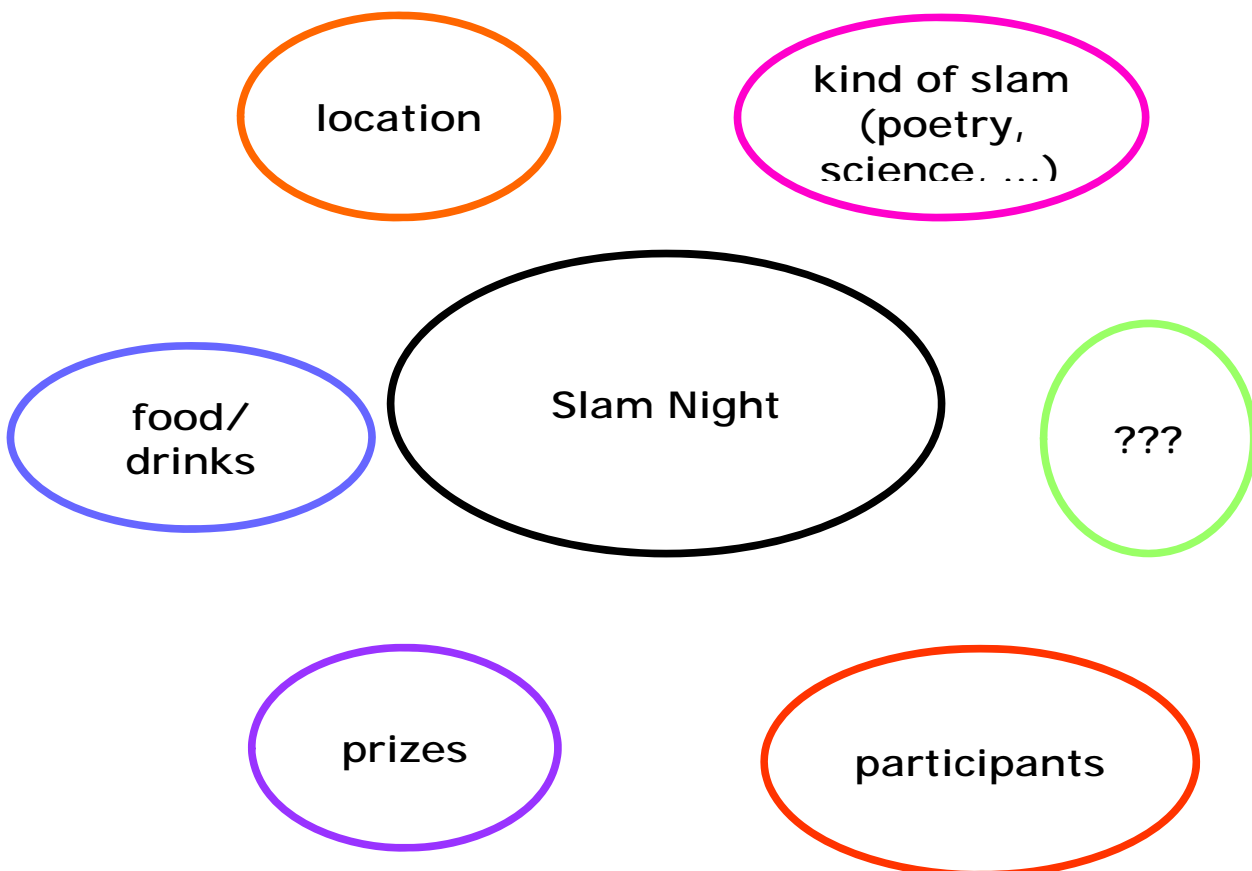 location
kind of slam
(poetry,
science, ...)
Slam Night
food/
drinks
???
prizes
participants